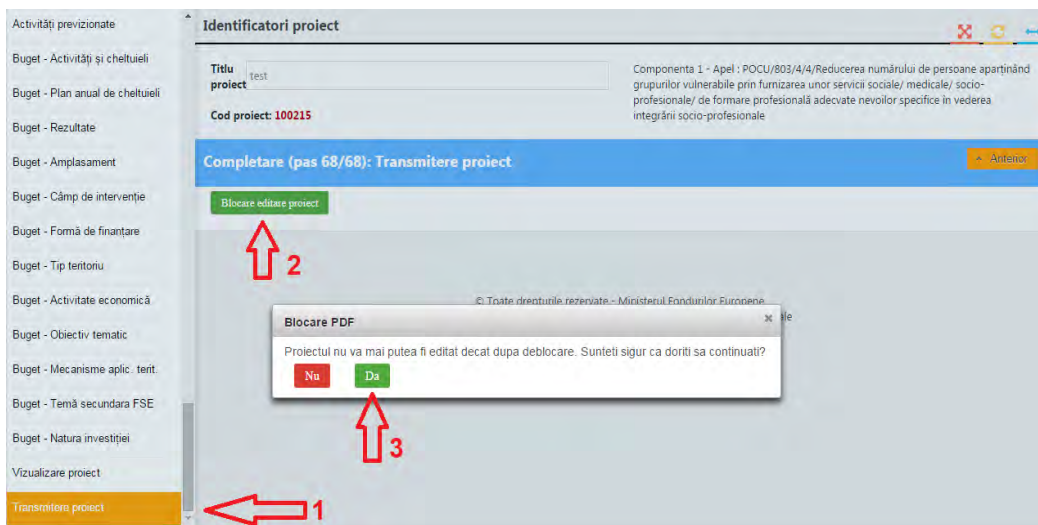 Activități previzionate
Buget - Activități și cheltuieli
Buget - Plan anual de cheltuieli
Buget - Rezultate
Buget - Amplasament
Buget - Câmp de intervenție
Buget - Formă de finanțare
Buget - Tip teritoriu
Buget - Activitate economică
Buget - Obiectiv tematic
Buget - Mecanisme aplic. terit.
Buget - Temă secundara FSE
Buget - Natura investiției
Vizualizare proiect
Transmitere proiect
1
Identificatori proiect
Titlu proiect
test
Cod proiect: 100215
Componenta 1 - Apel : POCU/803/4/4/Reducerea numărului de persoane aparținând
grupurilor vulnerabile prin furnizarea unor servicii sociale/ medicale/ socio-
profesionale/ de formare profesională adecvate nevoilor specifice în vederea
integrării socio-profesionale
Completare (pas 68/68): Transmitere proiect
Anterior
Blocare editare proiect
2
© Toate drepturile rezervate - Ministerul Fondurilor Europene
Blocare PDF
Proiectul nu va mai putea fi editat decat dupa deblocare. Sunteti sigur ca doriti sa continuati?
Nu
Da
3